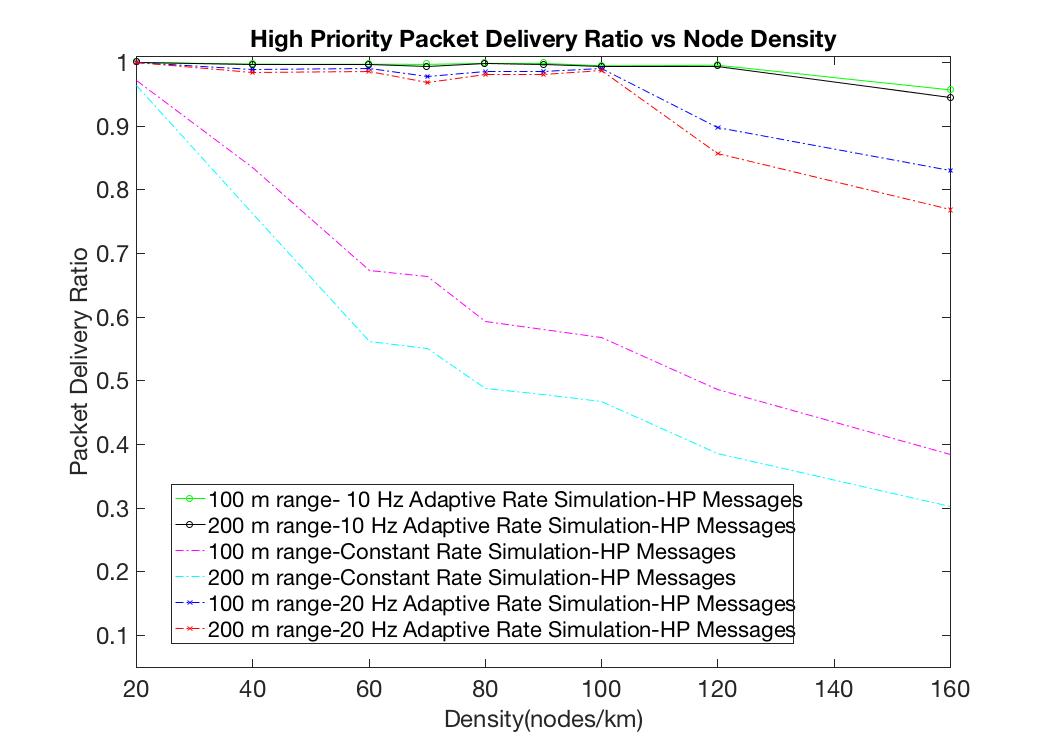 High Priority Packet Delivery Ratio vs Node Density
1
0.9
0.8
0.7
0.6
0.5
0.4
0.3
0.2
0.1
Packet Delivery Ratio
100 m range- 10 Hz Adaptive Rate Simulation-HP Messages
200 m range-10 Hz Adaptive Rate Simulation-HP Messages
100 m range-Constant Rate Simulation-HP Messages
200 m range-Constant Rate Simulation-HP Messages
100 m range-20 Hz Adaptive Rate Simulation-HP Messages
200 m range-20 Hz Adaptive Rate Simulation-HP Messages
20 40 60 80 100 120 140 160
Density(nodes/km)